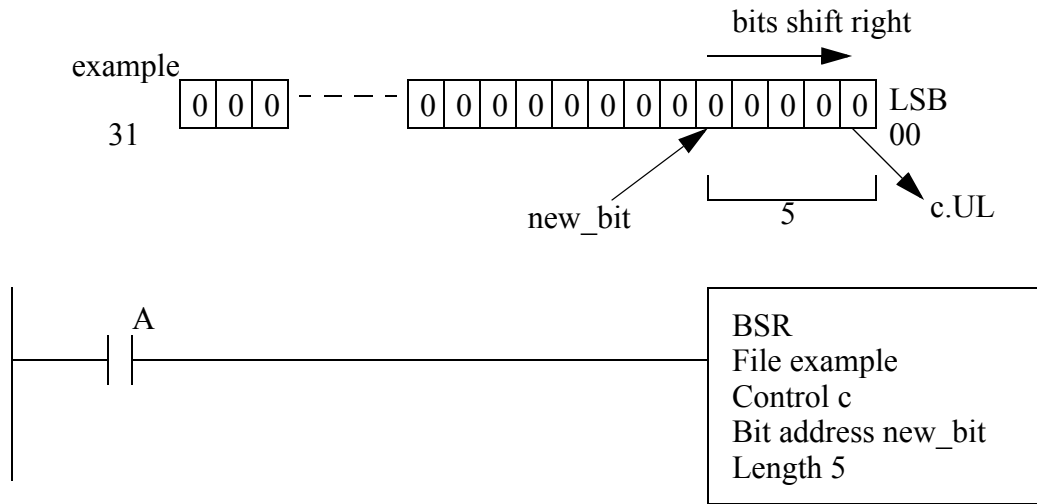 bits shift right
example
0 0 0 0 0 0 0 0 0 0 0 0 0 0 0 0 LSB
31 00
new_bit 5 c.UL
A
BSR
File example
Control c
Bit address new_bit
Length 5